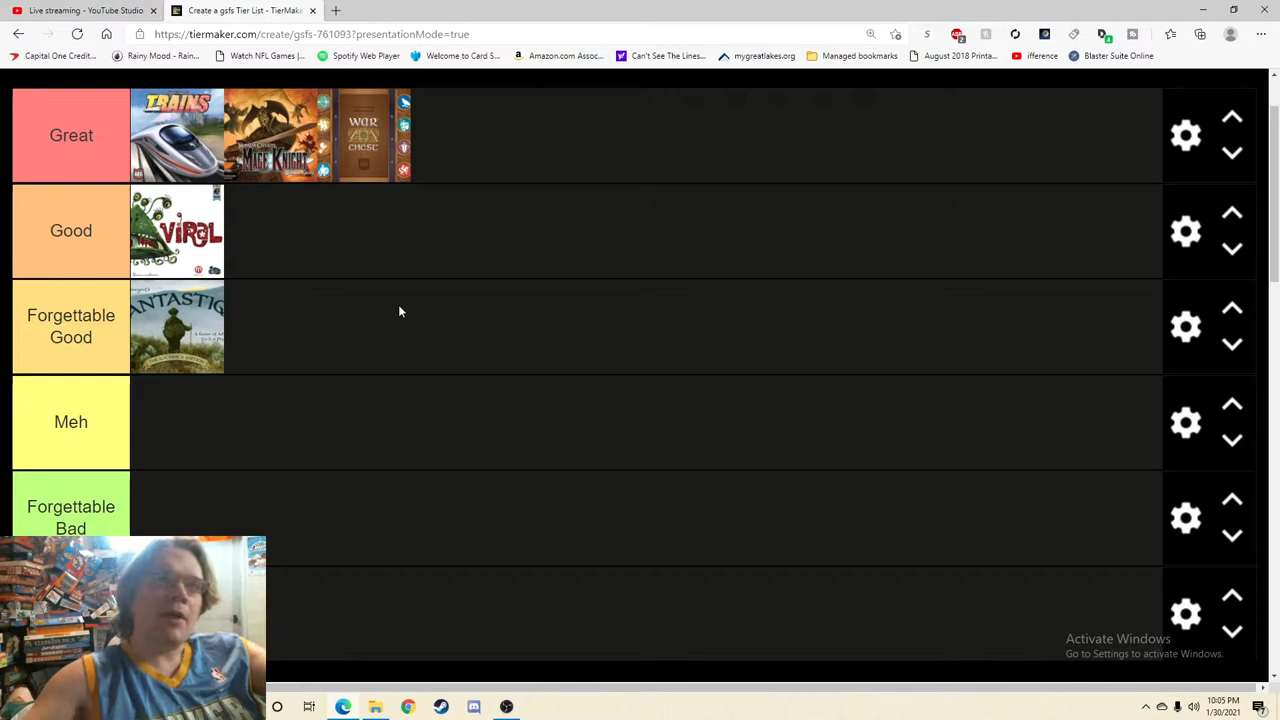 Live streaming - YouTube Studio
Create a gsfs Tier List - TierMaker
https://tiermaker.com/create/gsfs-761093?presentationMode=true
Capital One Credit...
Rainy Mood - Rain...
Watch NFL Games |...
Spotify Web Player
Welcome to Card S...
Amazon.com Assoc...
Can't See The Lines...
mygreatlakes.org
Managed bookmarks
August 2018 Printa...
ifference
Blaster Suite Online
Great
TRAINS
MAGE KNIGHT
WAR
CHEST
Good
VIRAL
Forgettable
Good
ANTASTIQ
Meh
Forgettable
Bad
Activate Windows
Go to Settings to activate Windows.
10:05 PM
1/30/2021